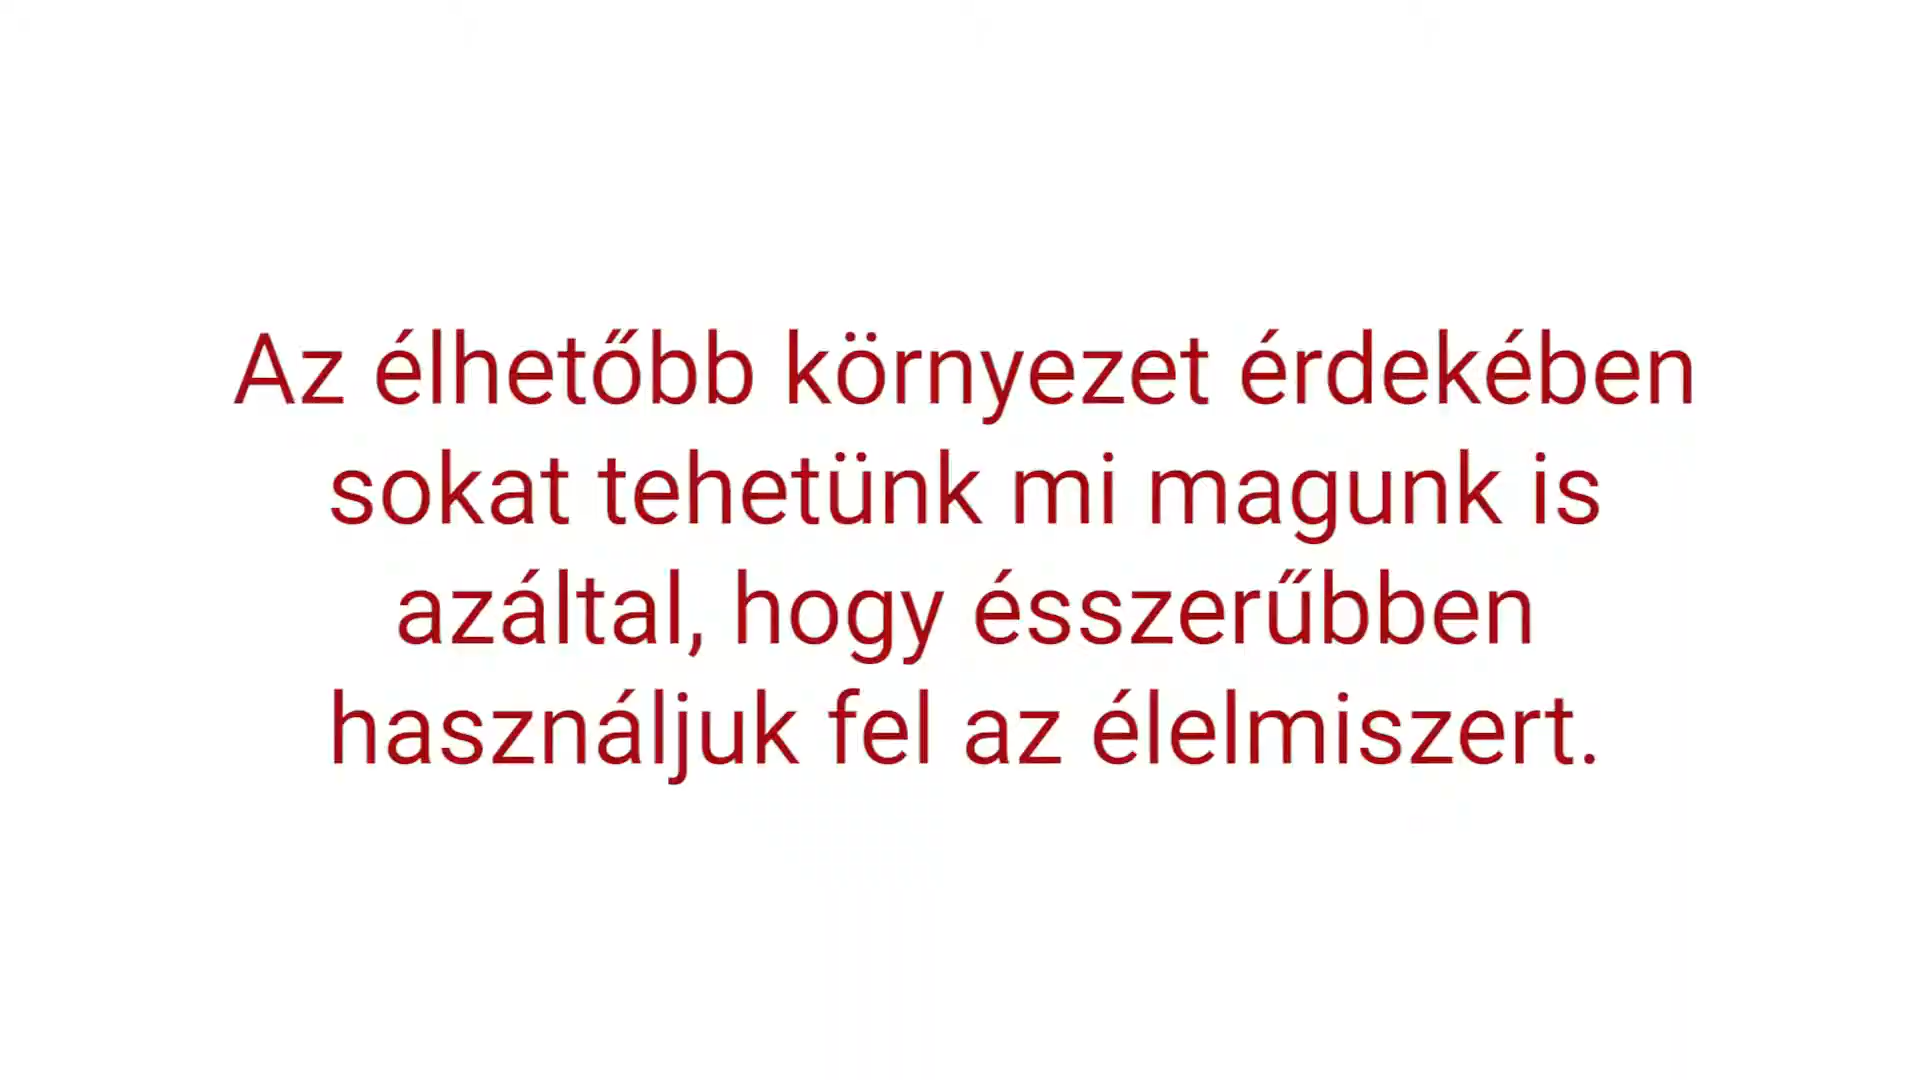 Az élhetőbb környezet érdekében
sokat tehetünk mi magunk is
azáltal, hogy ésszerűbben
használjuk fel az élelmiszert.